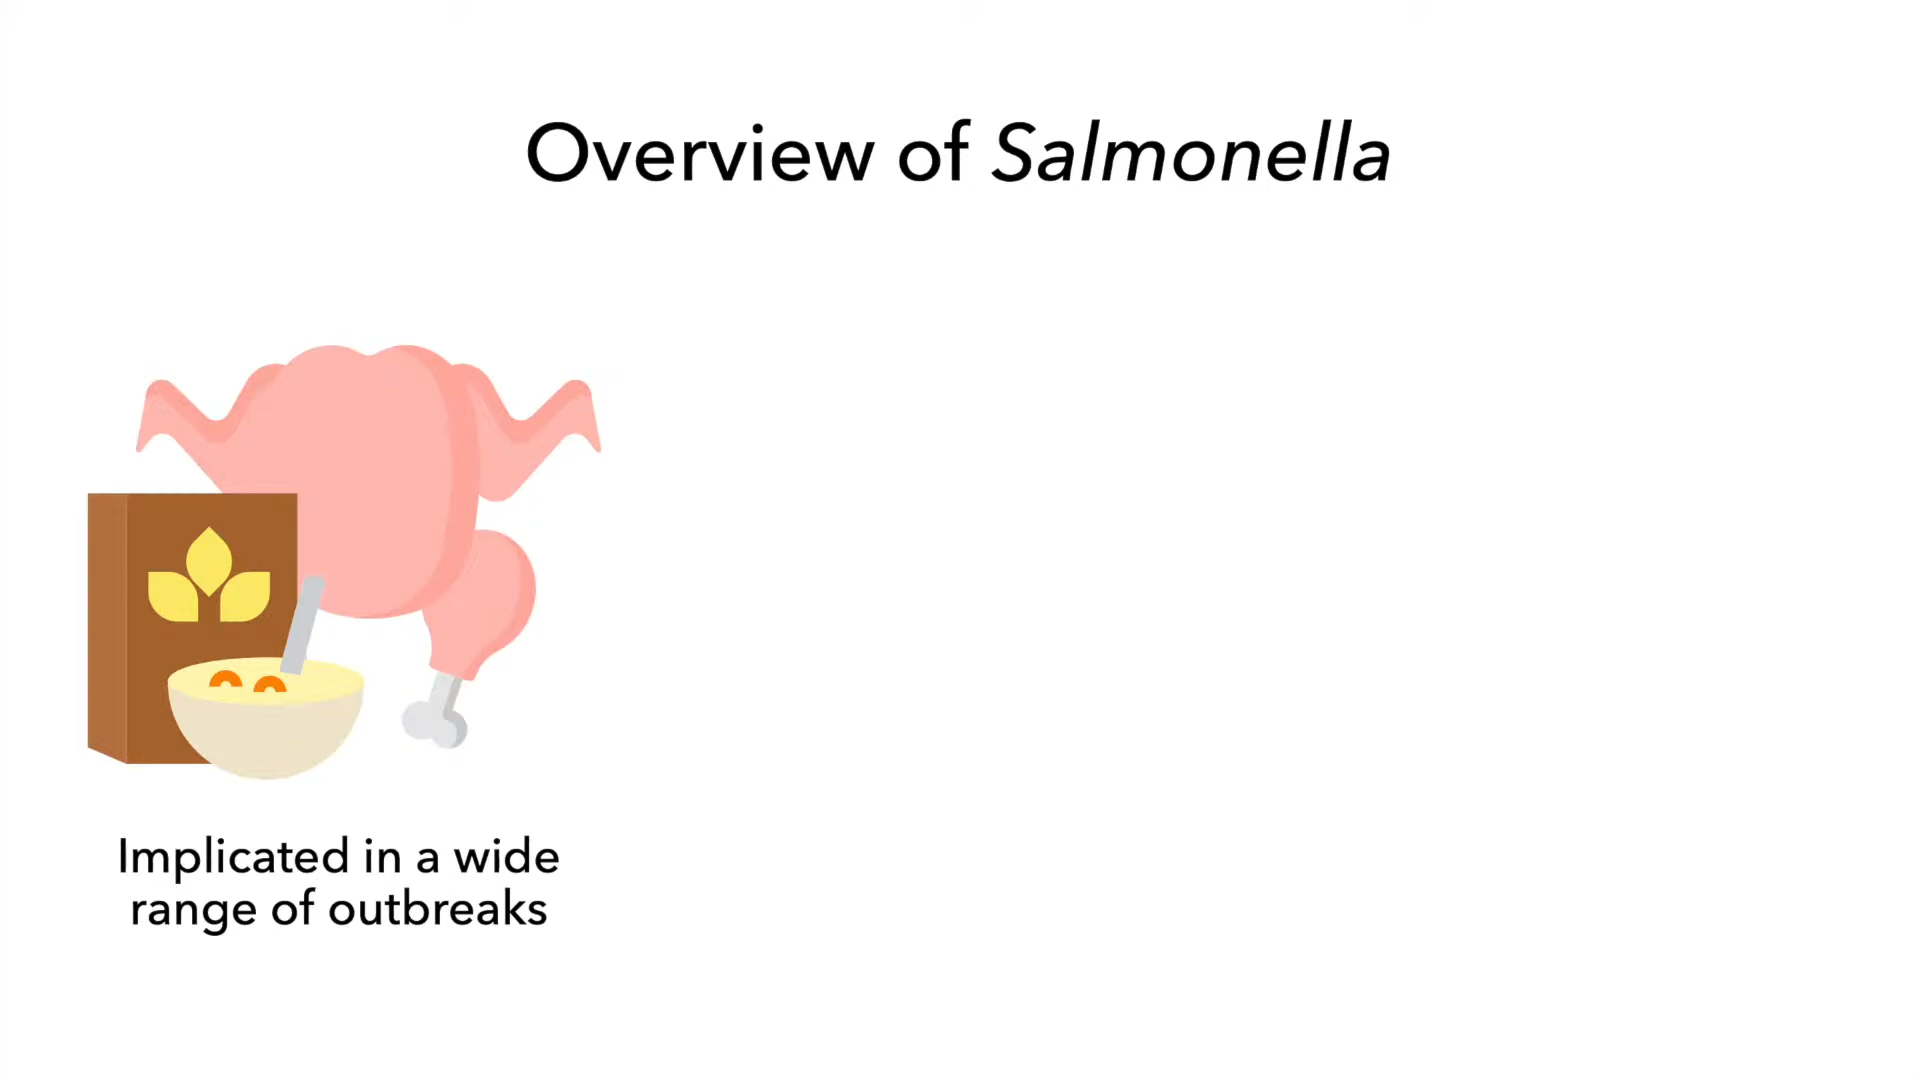 Overview of Salmonella
Implicated in a wide
range of outbreaks